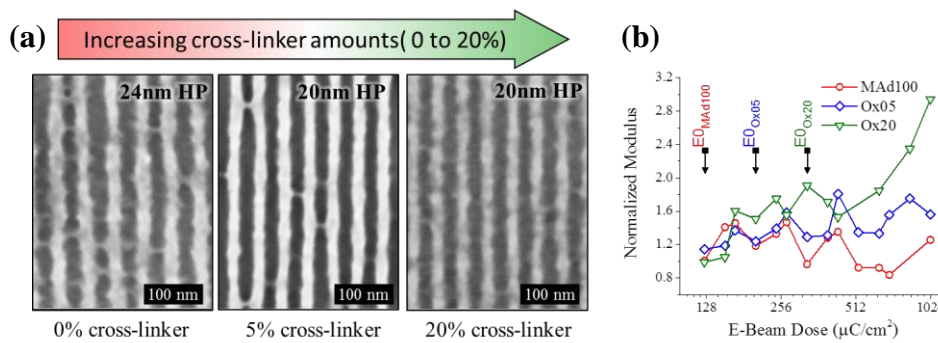 (a)
Increasing cross-linker amounts( 0 to 20%)
24nm HP
20nm HP
20nm HP
100 nm
100 nm
100 nm
0% cross-linker
5% cross-linker
20% cross-linker
(b)
MAd100
Ox05
Ox20
E0MAd100
E0Ox05
E0Ox20
Normalized Modulus
3.2
2.8
2.4
2.0
1.6
1.2
0.8
128
256
512
102
E-Beam Dose (µC/cm²)